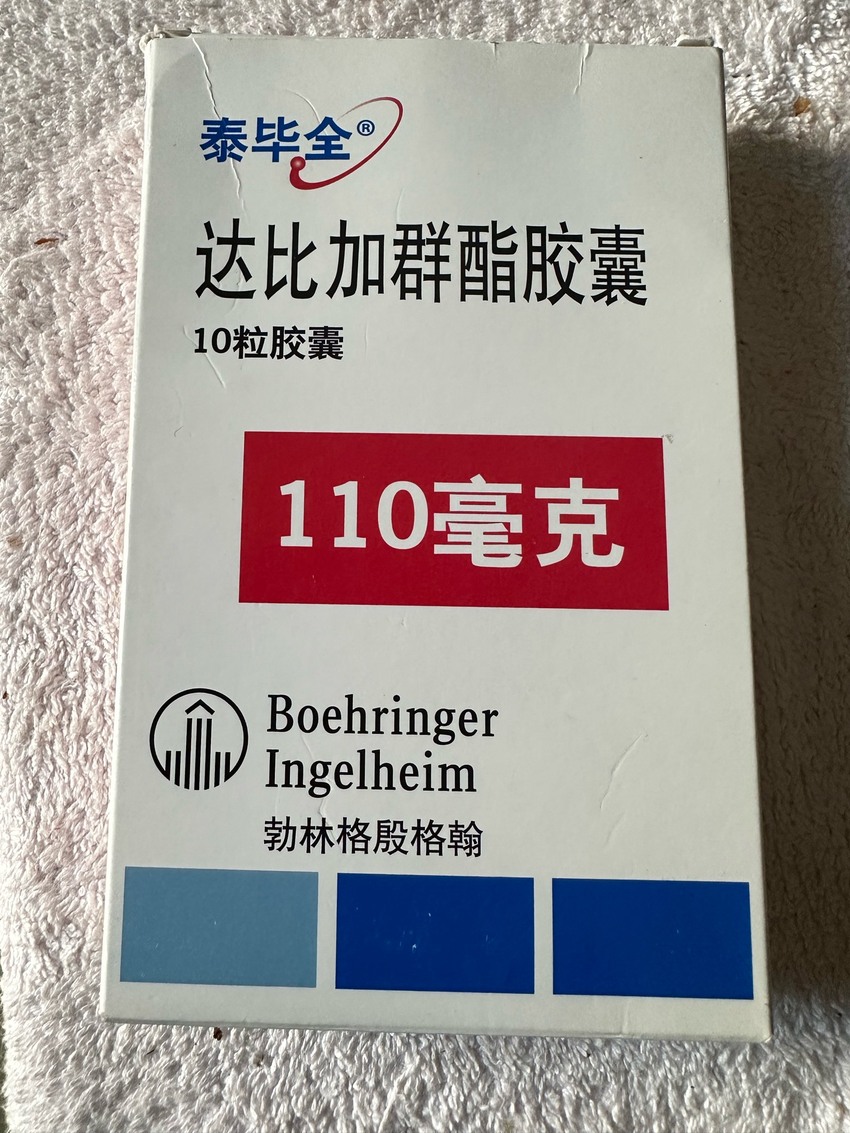 泰毕全®
达比加群酯胶囊
10粒胶囊
110毫克
Boehringer
Ingelheim
勃林格殷格翰